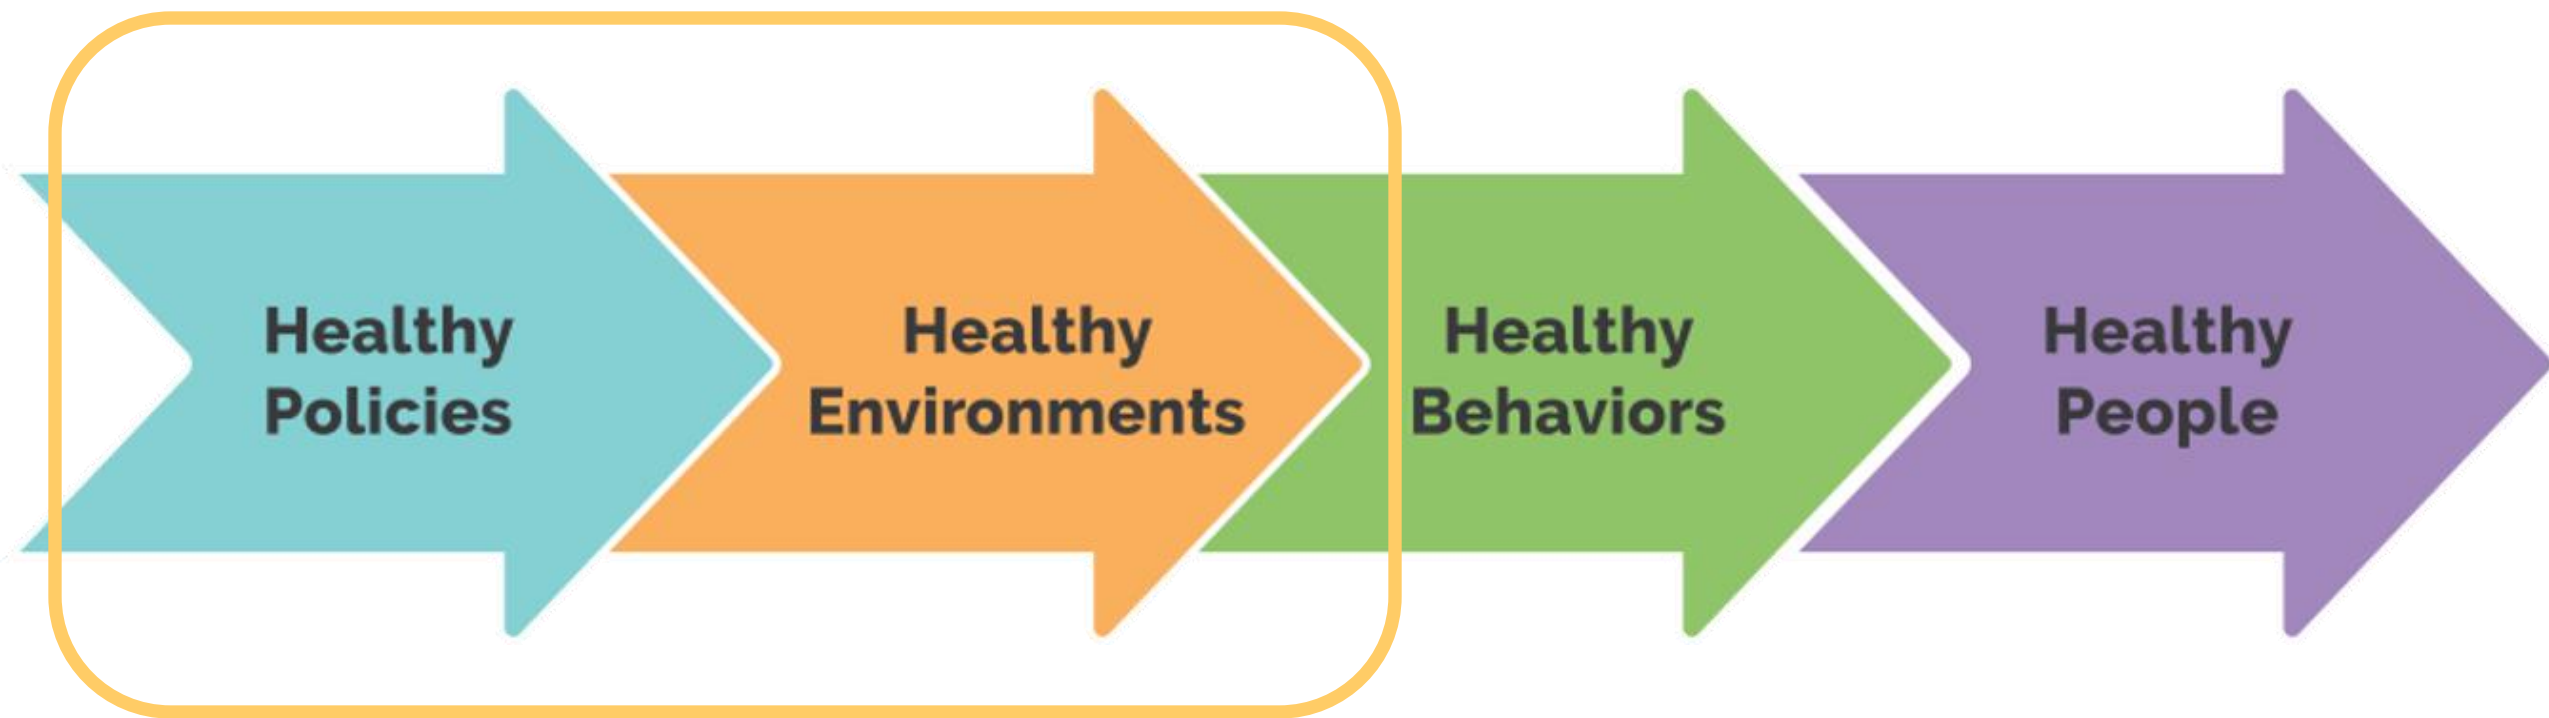 Healthy
Policies
Healthy
Environments
Healthy
Behaviors
Healthy
People